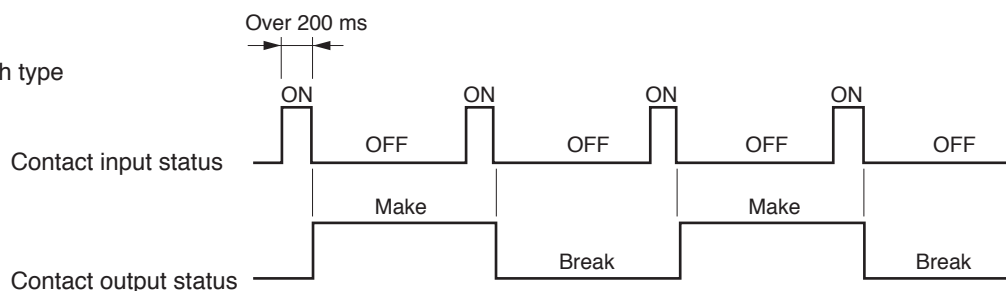 Over 200 ms
h type
ON ON ON ON
Contact input status OFF OFF OFF OFF
Make Make
Contact output status Break Break